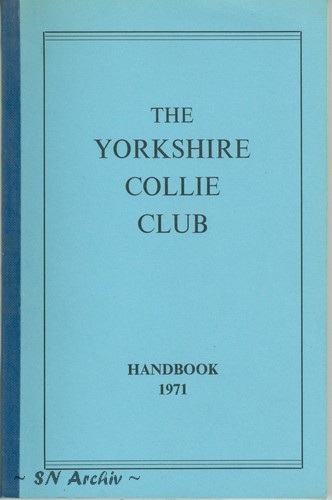 THE
YORKSHIRE
COLLIE
CLUB
HANDBOOK
1971
~ SN Archiv ~